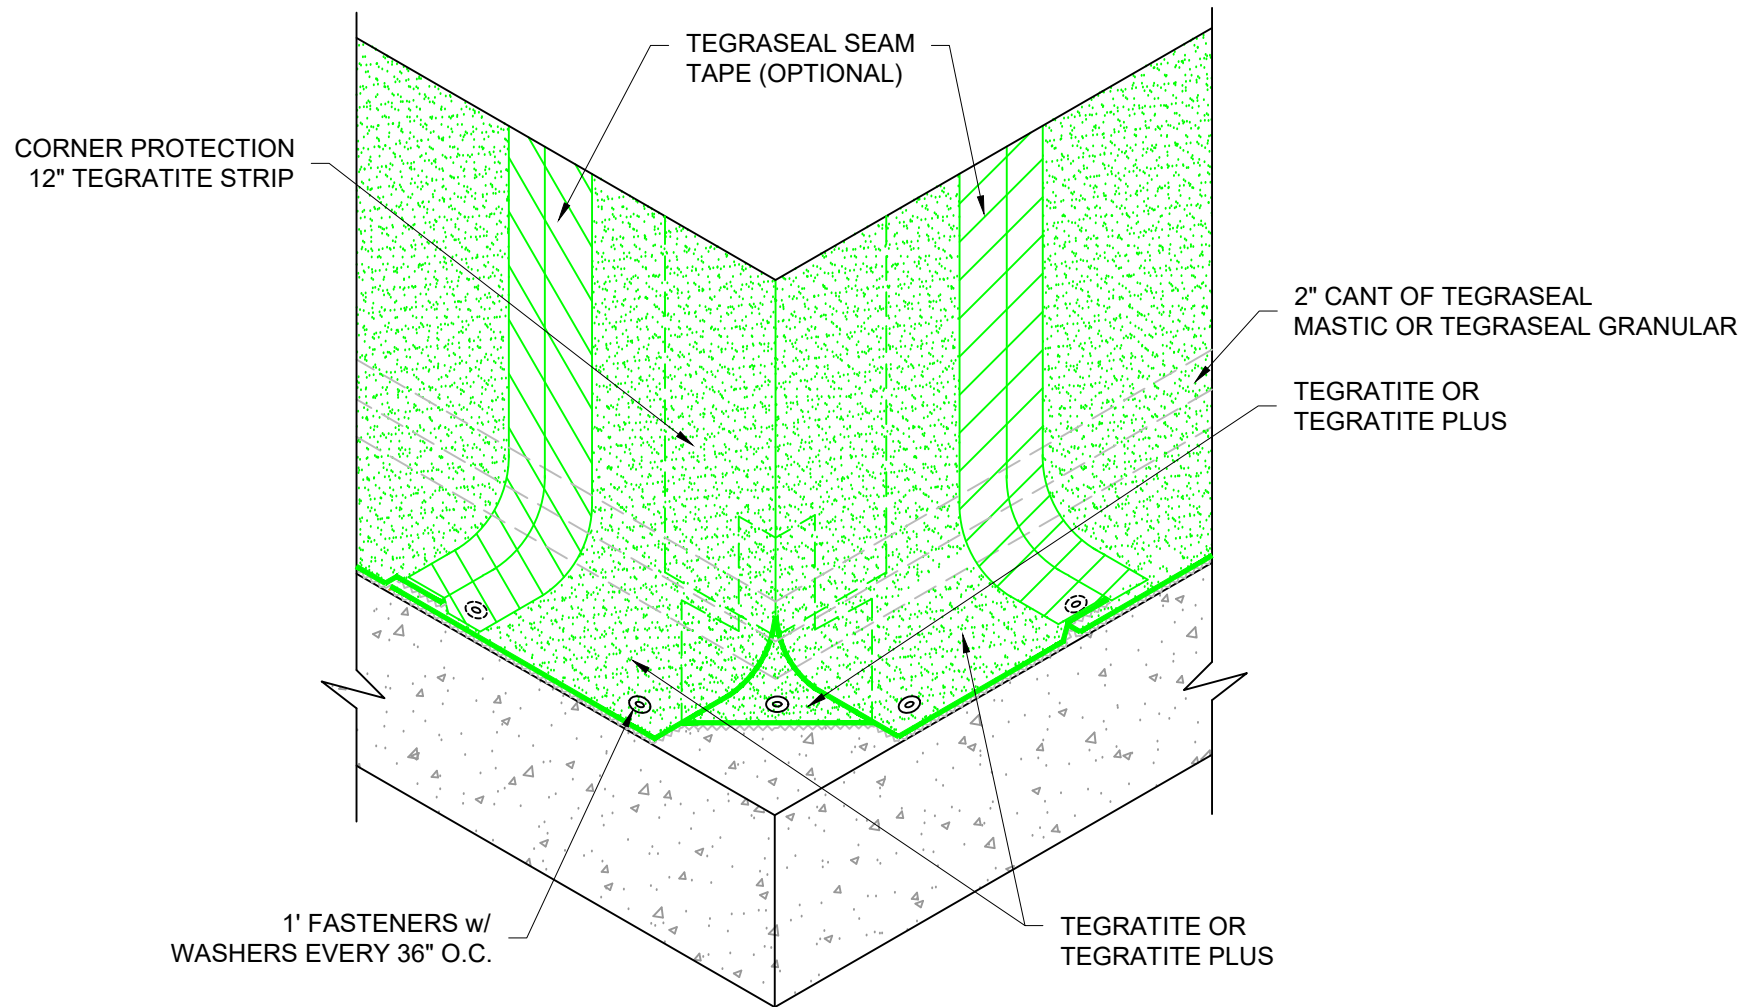 TEGRASEAL SEAM
TAPE (OPTIONAL)
CORNER PROTECTION
12" TEGRATITE STRIP
2" CANT OF TEGRASEAL
MASTIC OR TEGRASEAL GRANULAR
TEGRATITE OR
TEGRATITE PLUS
1' FASTENERS w/
WASHERS EVERY 36" O.C.
TEGRATITE OR
TEGRATITE PLUS